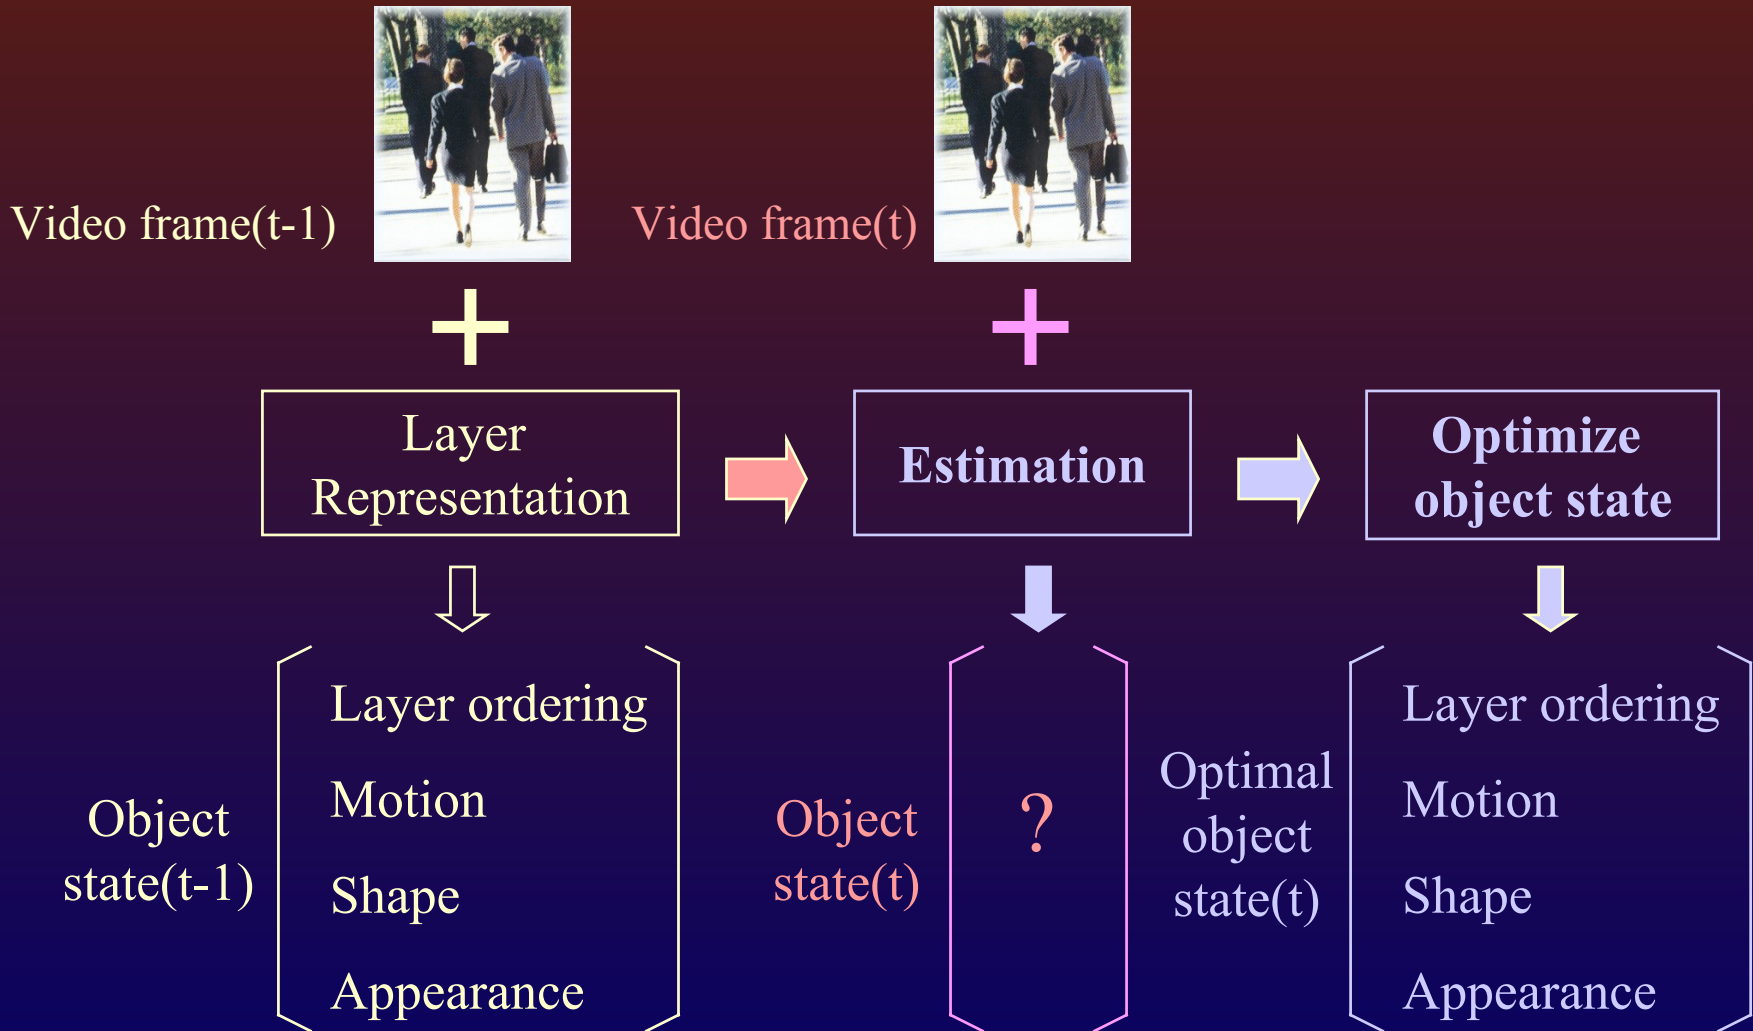 Video frame(t-1)
Video frame(t)
Layer
Representation
Estimation
Optimize
object state
Object
state(t-1)
Layer ordering
Motion
Shape
Appearance
Object
state(t)
?
Optimal
object
state(t)
Layer ordering
Motion
Shape
Appearance